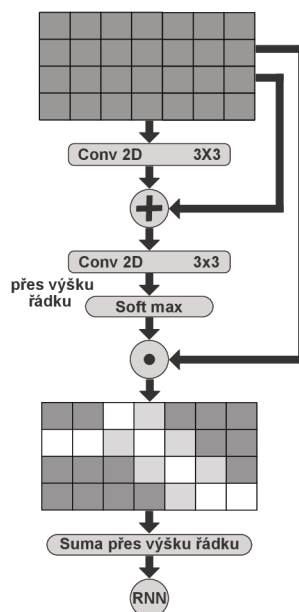 Conv 2D 3X3
+
Conv 2D 3x3
přes výšku
řádku
Soft max
Suma přes výšku řádku
RNN